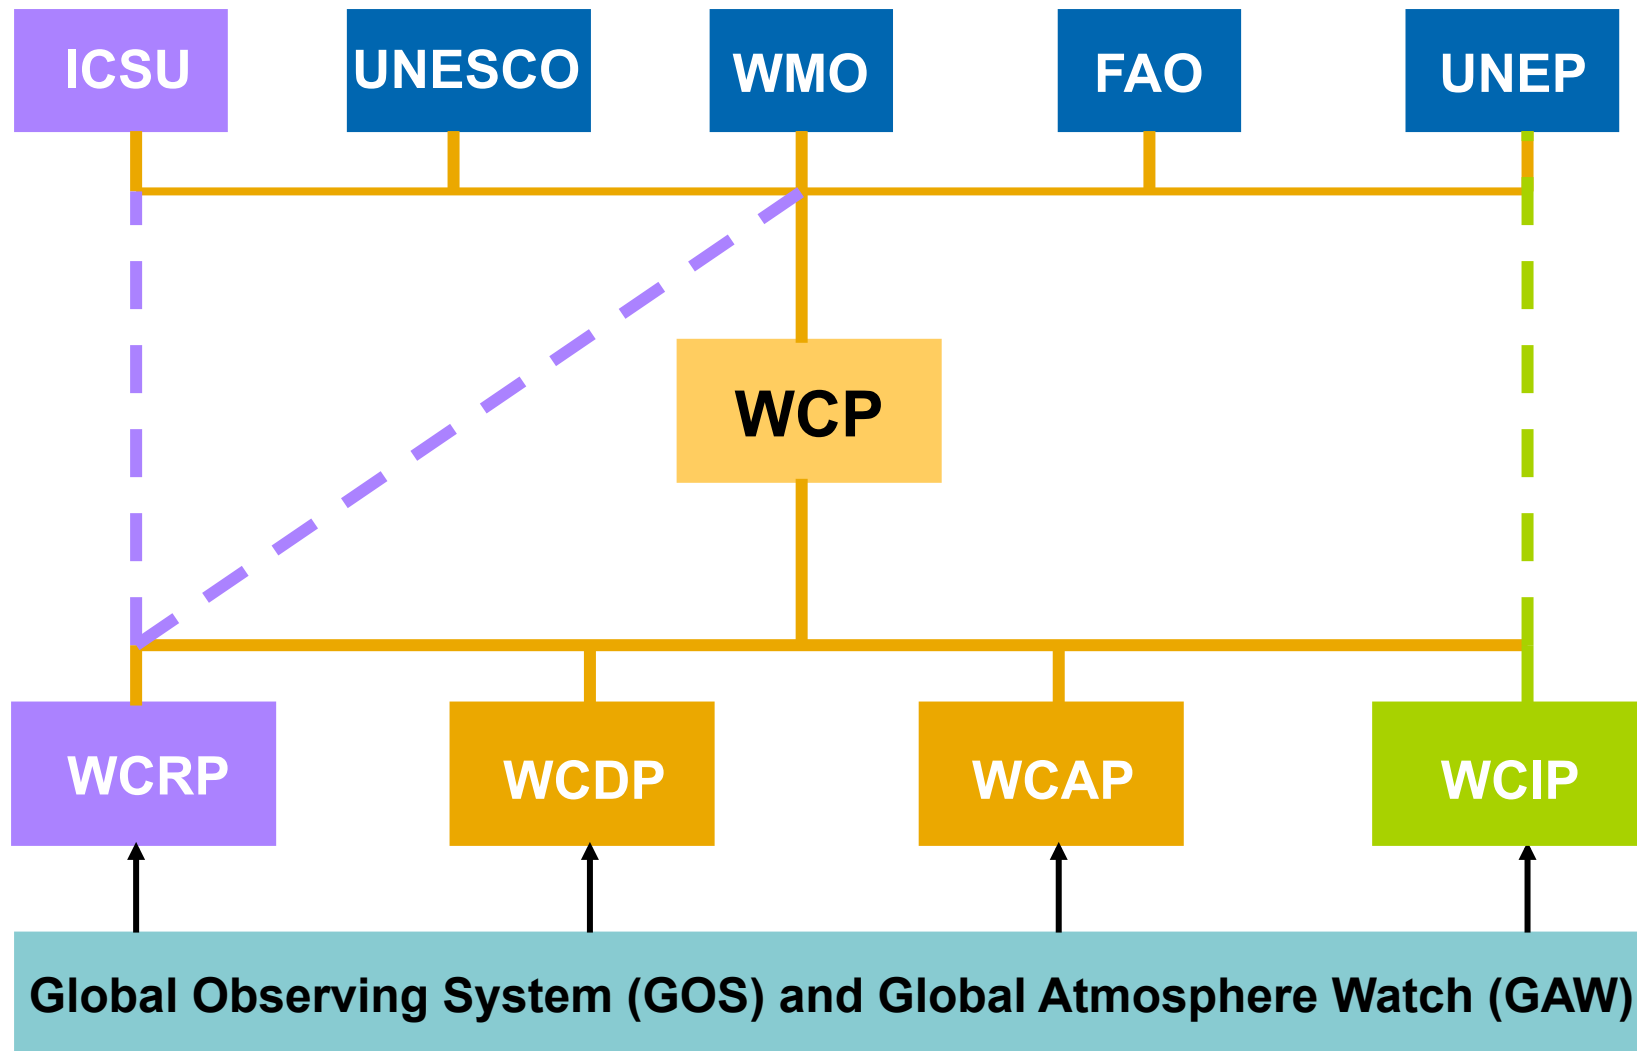 ICSU
UNESCO
WMO
FAO
UNEP
WCP
WCRP
WCDP
WCAP
WCIP
Global Observing System (GOS) and Global Atmosphere Watch (GAW)